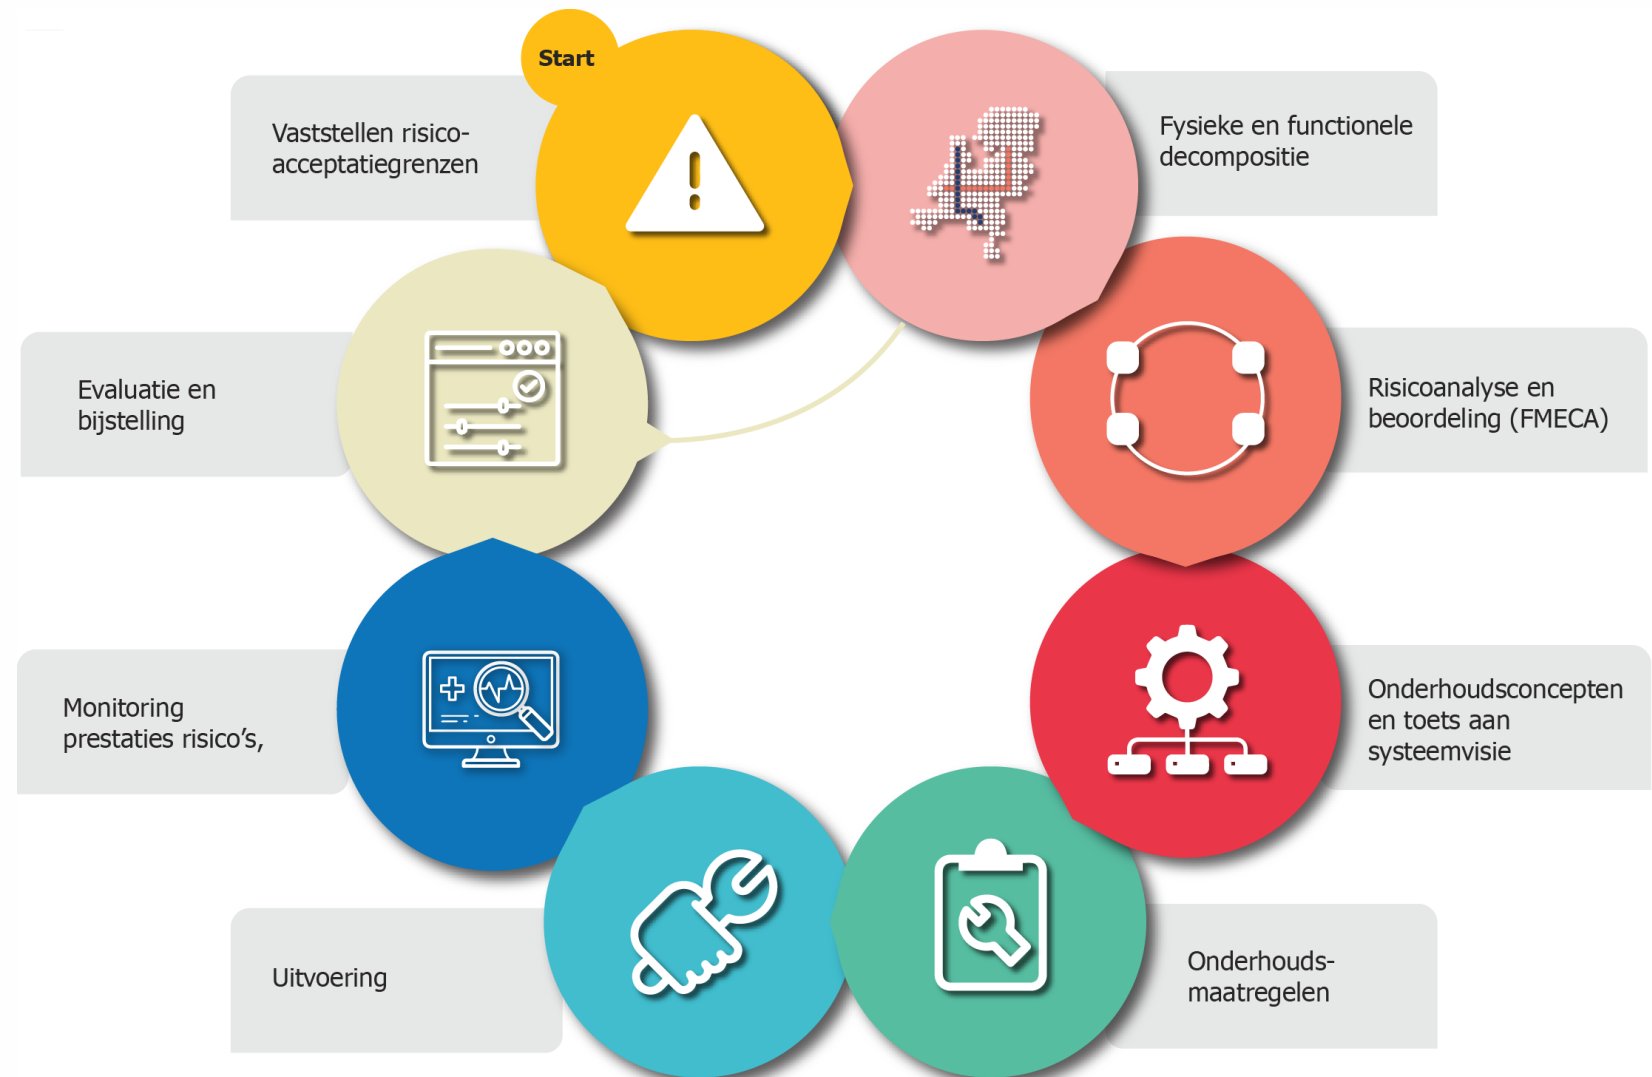 Start
Vaststellen risico-
acceptatiegrenzen
Fysieke en functionele
decompositie
Risicoanalyse en
beoordeling (FMECA)
Onderhoudsconcepten
en toets aan
systeemvisie
Onderhouds-
maatregelen
Uitvoering
Monitoring
prestaties risico’s,
Evaluatie en
bijstelling